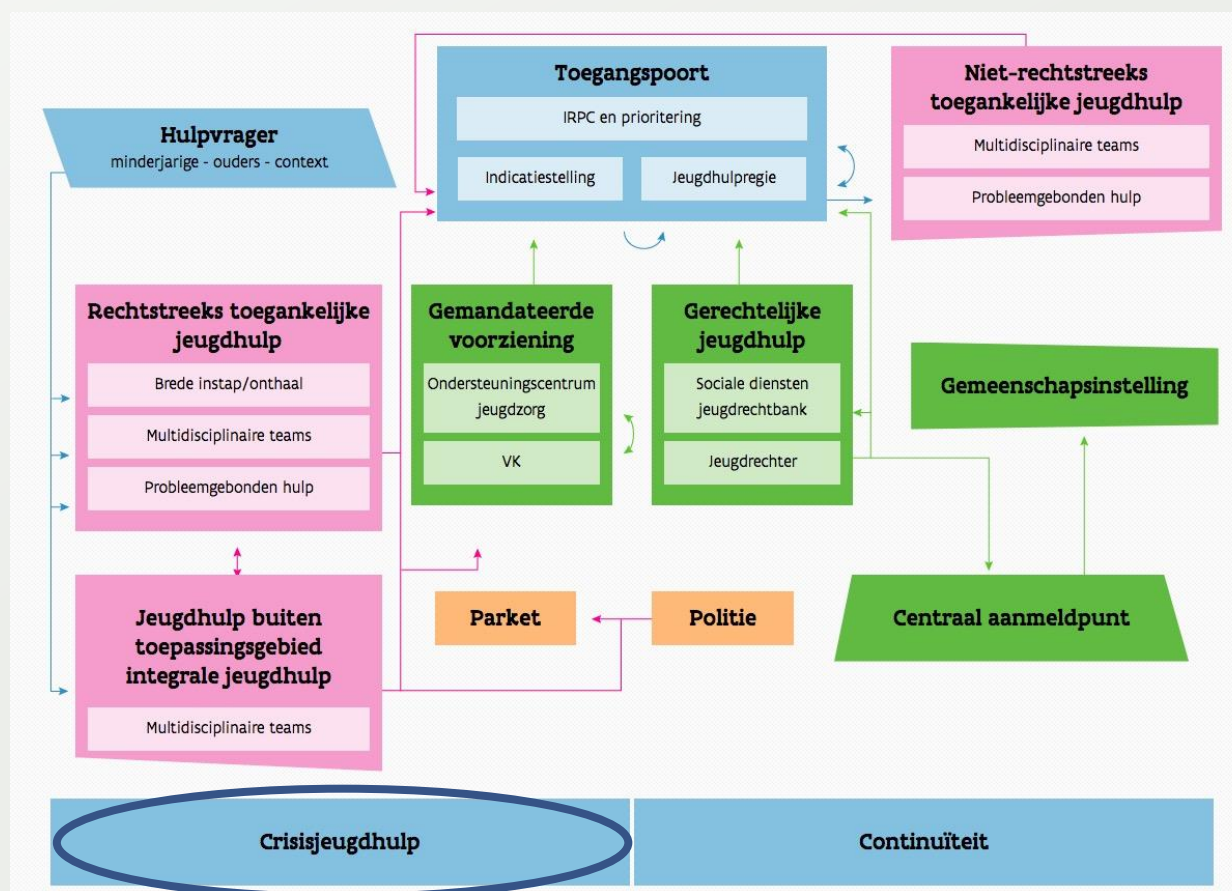 Toegangspoort
IRPC en prioritering
Indicatiestelling
Jeugdhulpregie
Niet-rechtstreeks
toegankelijke jeugdhulp
Multidisciplinaire teams
Probleemgebonden hulp
Hulpvrager
minderjarige - ouders - context
Rechtstreeks toegankelijke
jeugdhulp
Brede instap/onthaal
Multidisciplinaire teams
Probleemgebonden hulp
Gemandateerde
voorziening
Ondersteuningscentrum
jeugdzorg
VK
Gerechtelijke
jeugdhulp
Sociale diensten
jeugdrechtbank
Jeugdrechter
Gemeenschapsinstelling
Jeugdhulp buiten
toepassingsgebied
integrale jeugdhulp
Multidisciplinaire teams
Parket
Politie
Centraal aanmeldpunt
Crisisjeugdhulp
Continuïteit